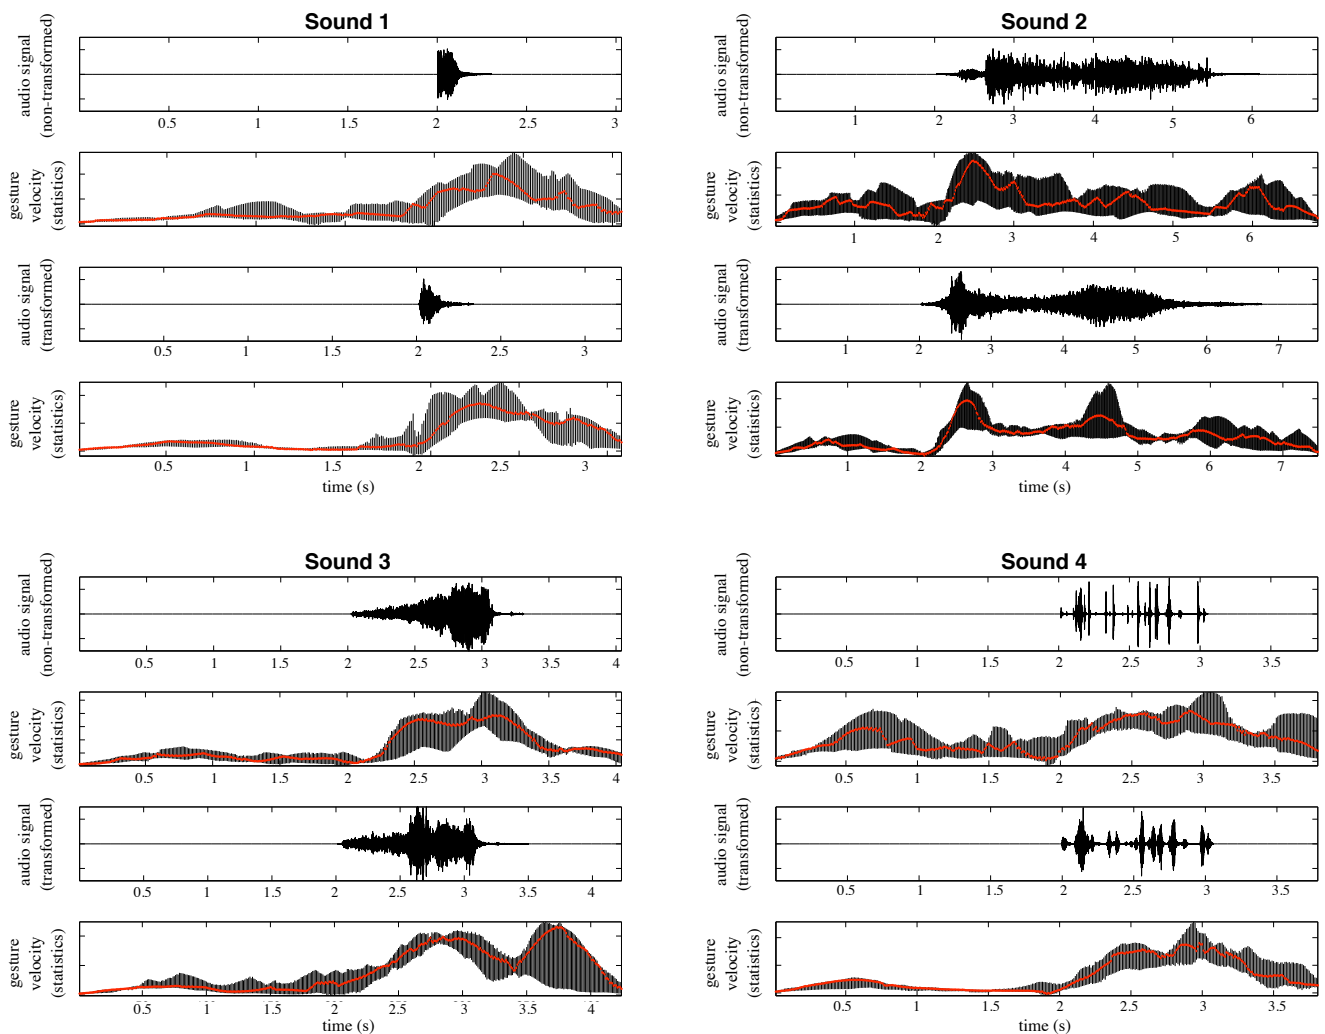 Sound 1
audio signal
(non-transformed)
0.5 1 1.5 2 2.5 3
gesture
velocity
(statistics)
0.5 1 1.5 2 2.5 3
audio signal
(transformed)
0.5 1 1.5 2 2.5 3
gesture
velocity
(statistics)
0.5 1 1.5 2 2.5 3
time (s)
Sound 2
audio signal
(non-transformed)
1 2 3 4 5 6
gesture
velocity
(statistics)
1 2 3 4 5 6
audio signal
(transformed)
1 2 3 4 5 6 7
gesture
velocity
(statistics)
1 2 3 4 5 6 7
time (s)
Sound 3
audio signal
(non-transformed)
0.5 1 1.5 2 2.5 3 3.5 4
gesture
velocity
(statistics)
0.5 1 1.5 2 2.5 3 3.5 4
audio signal
(transformed)
0.5 1 1.5 2 2.5 3 3.5 4
gesture
velocity
(statistics)
0.5 1 1.5 2 2.5 3 3.5 4
time (s)
Sound 4
audio signal
(non-transformed)
0.5 1 1.5 2 2.5 3 3.5
gesture
velocity
(statistics)
0.5 1 1.5 2 2.5 3 3.5
audio signal
(transformed)
0.5 1 1.5 2 2.5 3 3.5
gesture
velocity
(statistics)
0.5 1 1.5 2 2.5 3 3.5
time (s)